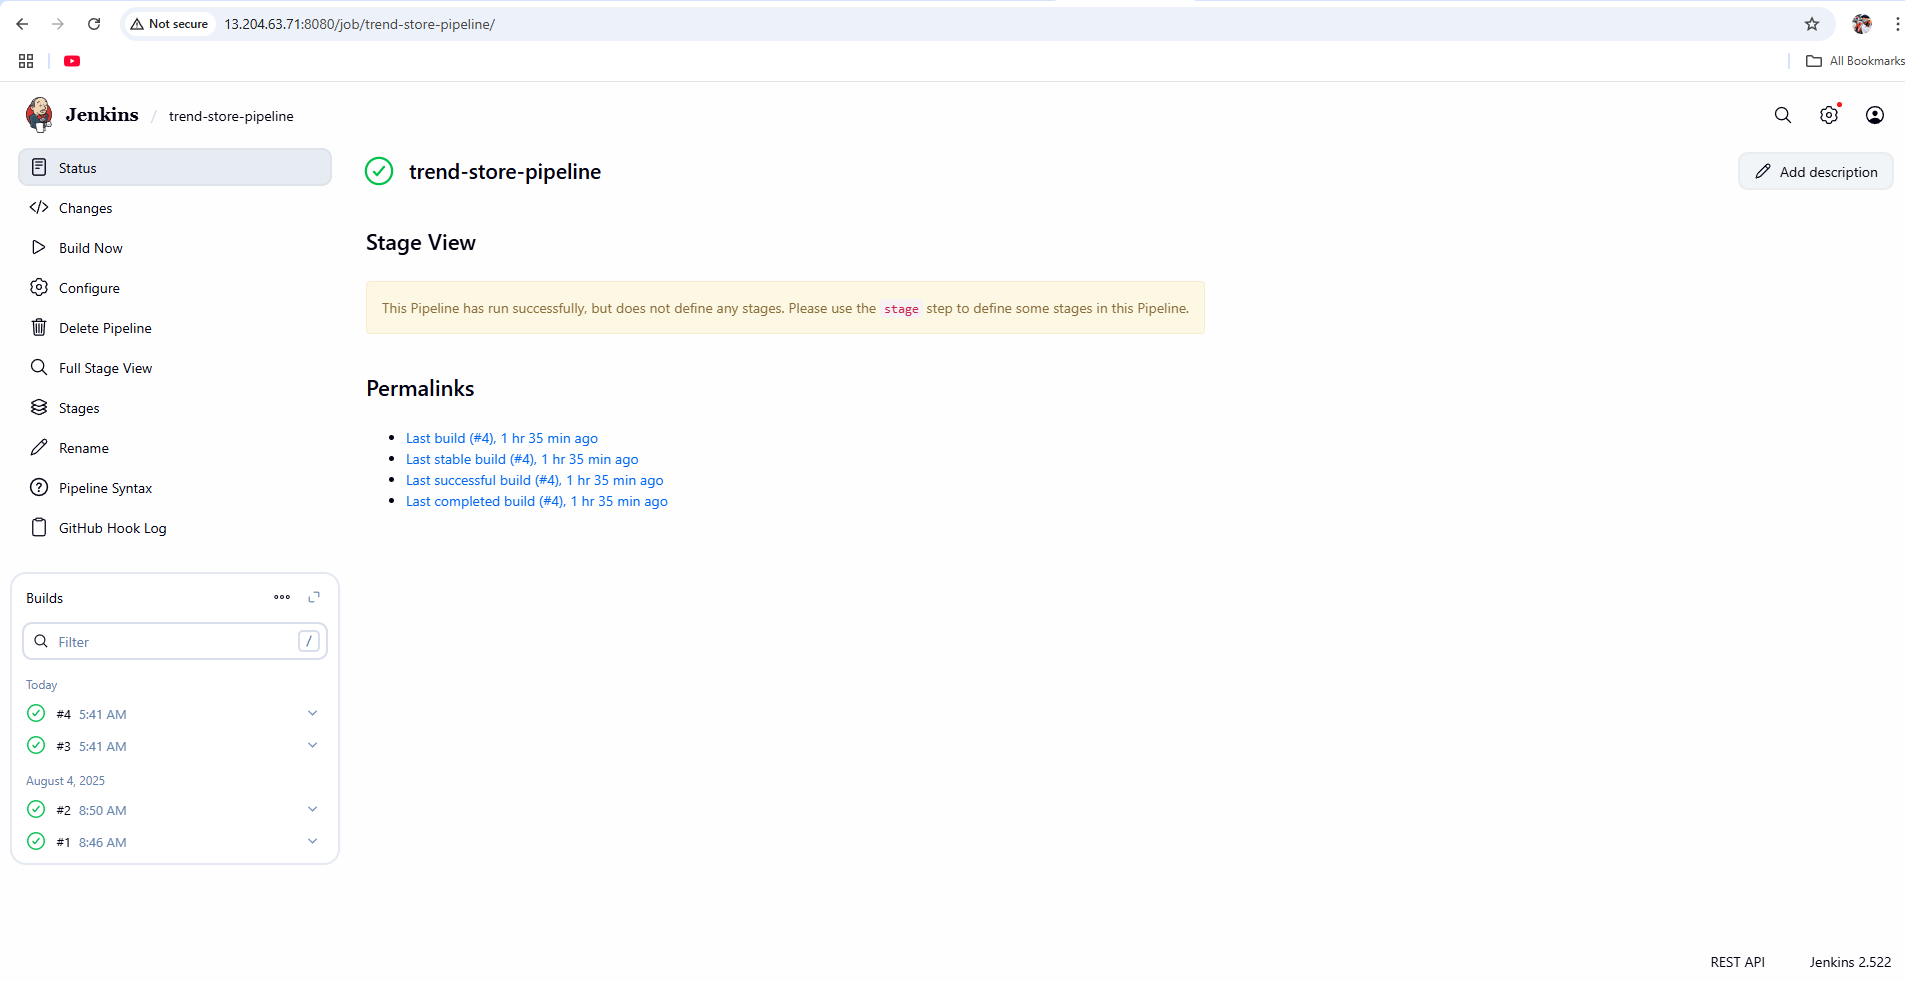 Not secure 13.204.63.71:8080/job/trend-store-pipeline/
All Bookmarks
Jenkins / trend-store-pipeline
Status
Changes
Build Now
Configure
Delete Pipeline
Full Stage View
Stages
Rename
Pipeline Syntax
GitHub Hook Log
Builds
Filter /
Today
#4 5:41 AM
#3 5:41 AM
August 4, 2025
#2 8:50 AM
#1 8:46 AM
trend-store-pipeline
Add description
Stage View
This Pipeline has run successfully, but does not define any stages. Please use the stage step to define some stages in this Pipeline.
Permalinks
Last build (#4), 1 hr 35 min ago
Last stable build (#4), 1 hr 35 min ago
Last successful build (#4), 1 hr 35 min ago
Last completed build (#4), 1 hr 35 min ago
REST API
Jenkins 2.522